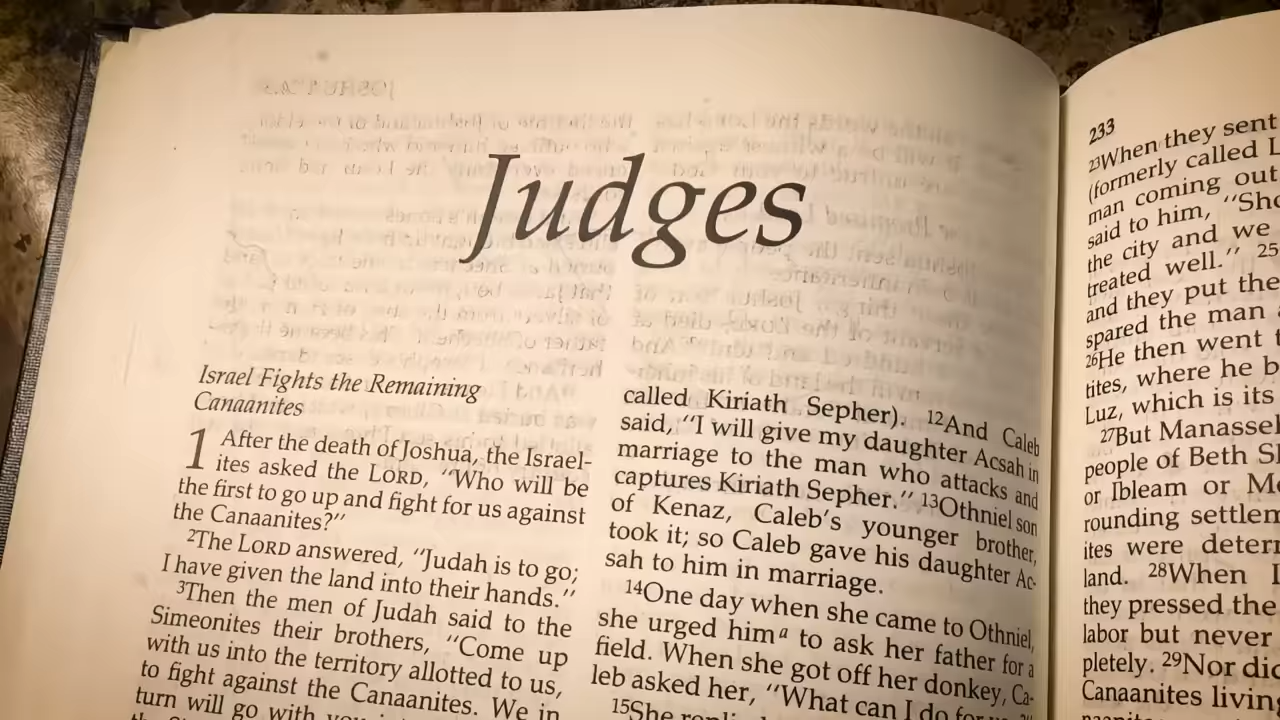 Judges
Israel Fights the Remaining
Canaanites
1 After the death of Joshua, the Israel-
ites asked the LORD, “Who will be
the first to go up and fight for us against
the Canaanites?”
2The LORD answered, “Judah is to go;
I have given the land into their hands.”
3Then the men of Judah said to the
Simeonites their brothers, “Come up
with us into the territory allotted to us,
to fight against the Canaanites. We in
turn will go with you
called Kiriath Sepher). 12And Caleb
said, “I will give my daughter Acsah in
marriage to the man who attacks and
captures Kiriath Sepher.” 13Othniel son
of Kenaz, Caleb’s younger brother,
took it; so Caleb gave his daughter Ac-
sah to him in marriage.
14One day when she came to Othniel,
she urged him a to ask her father for a
field. When she got off her donkey, Ca-
leb asked her, “What can I do for
15She replied
233
23When they sent
(formerly called
man coming out
said to him, “
the city and we
treated well.” 25
and they put the
spared the man
26He then went
tites, where he
Luz, which is its
27But
people of Beth
or Ibleam or
rounding
ites were
land. 28When
they pressed the
labor but never
pletely. 29Nor did
Canaanites